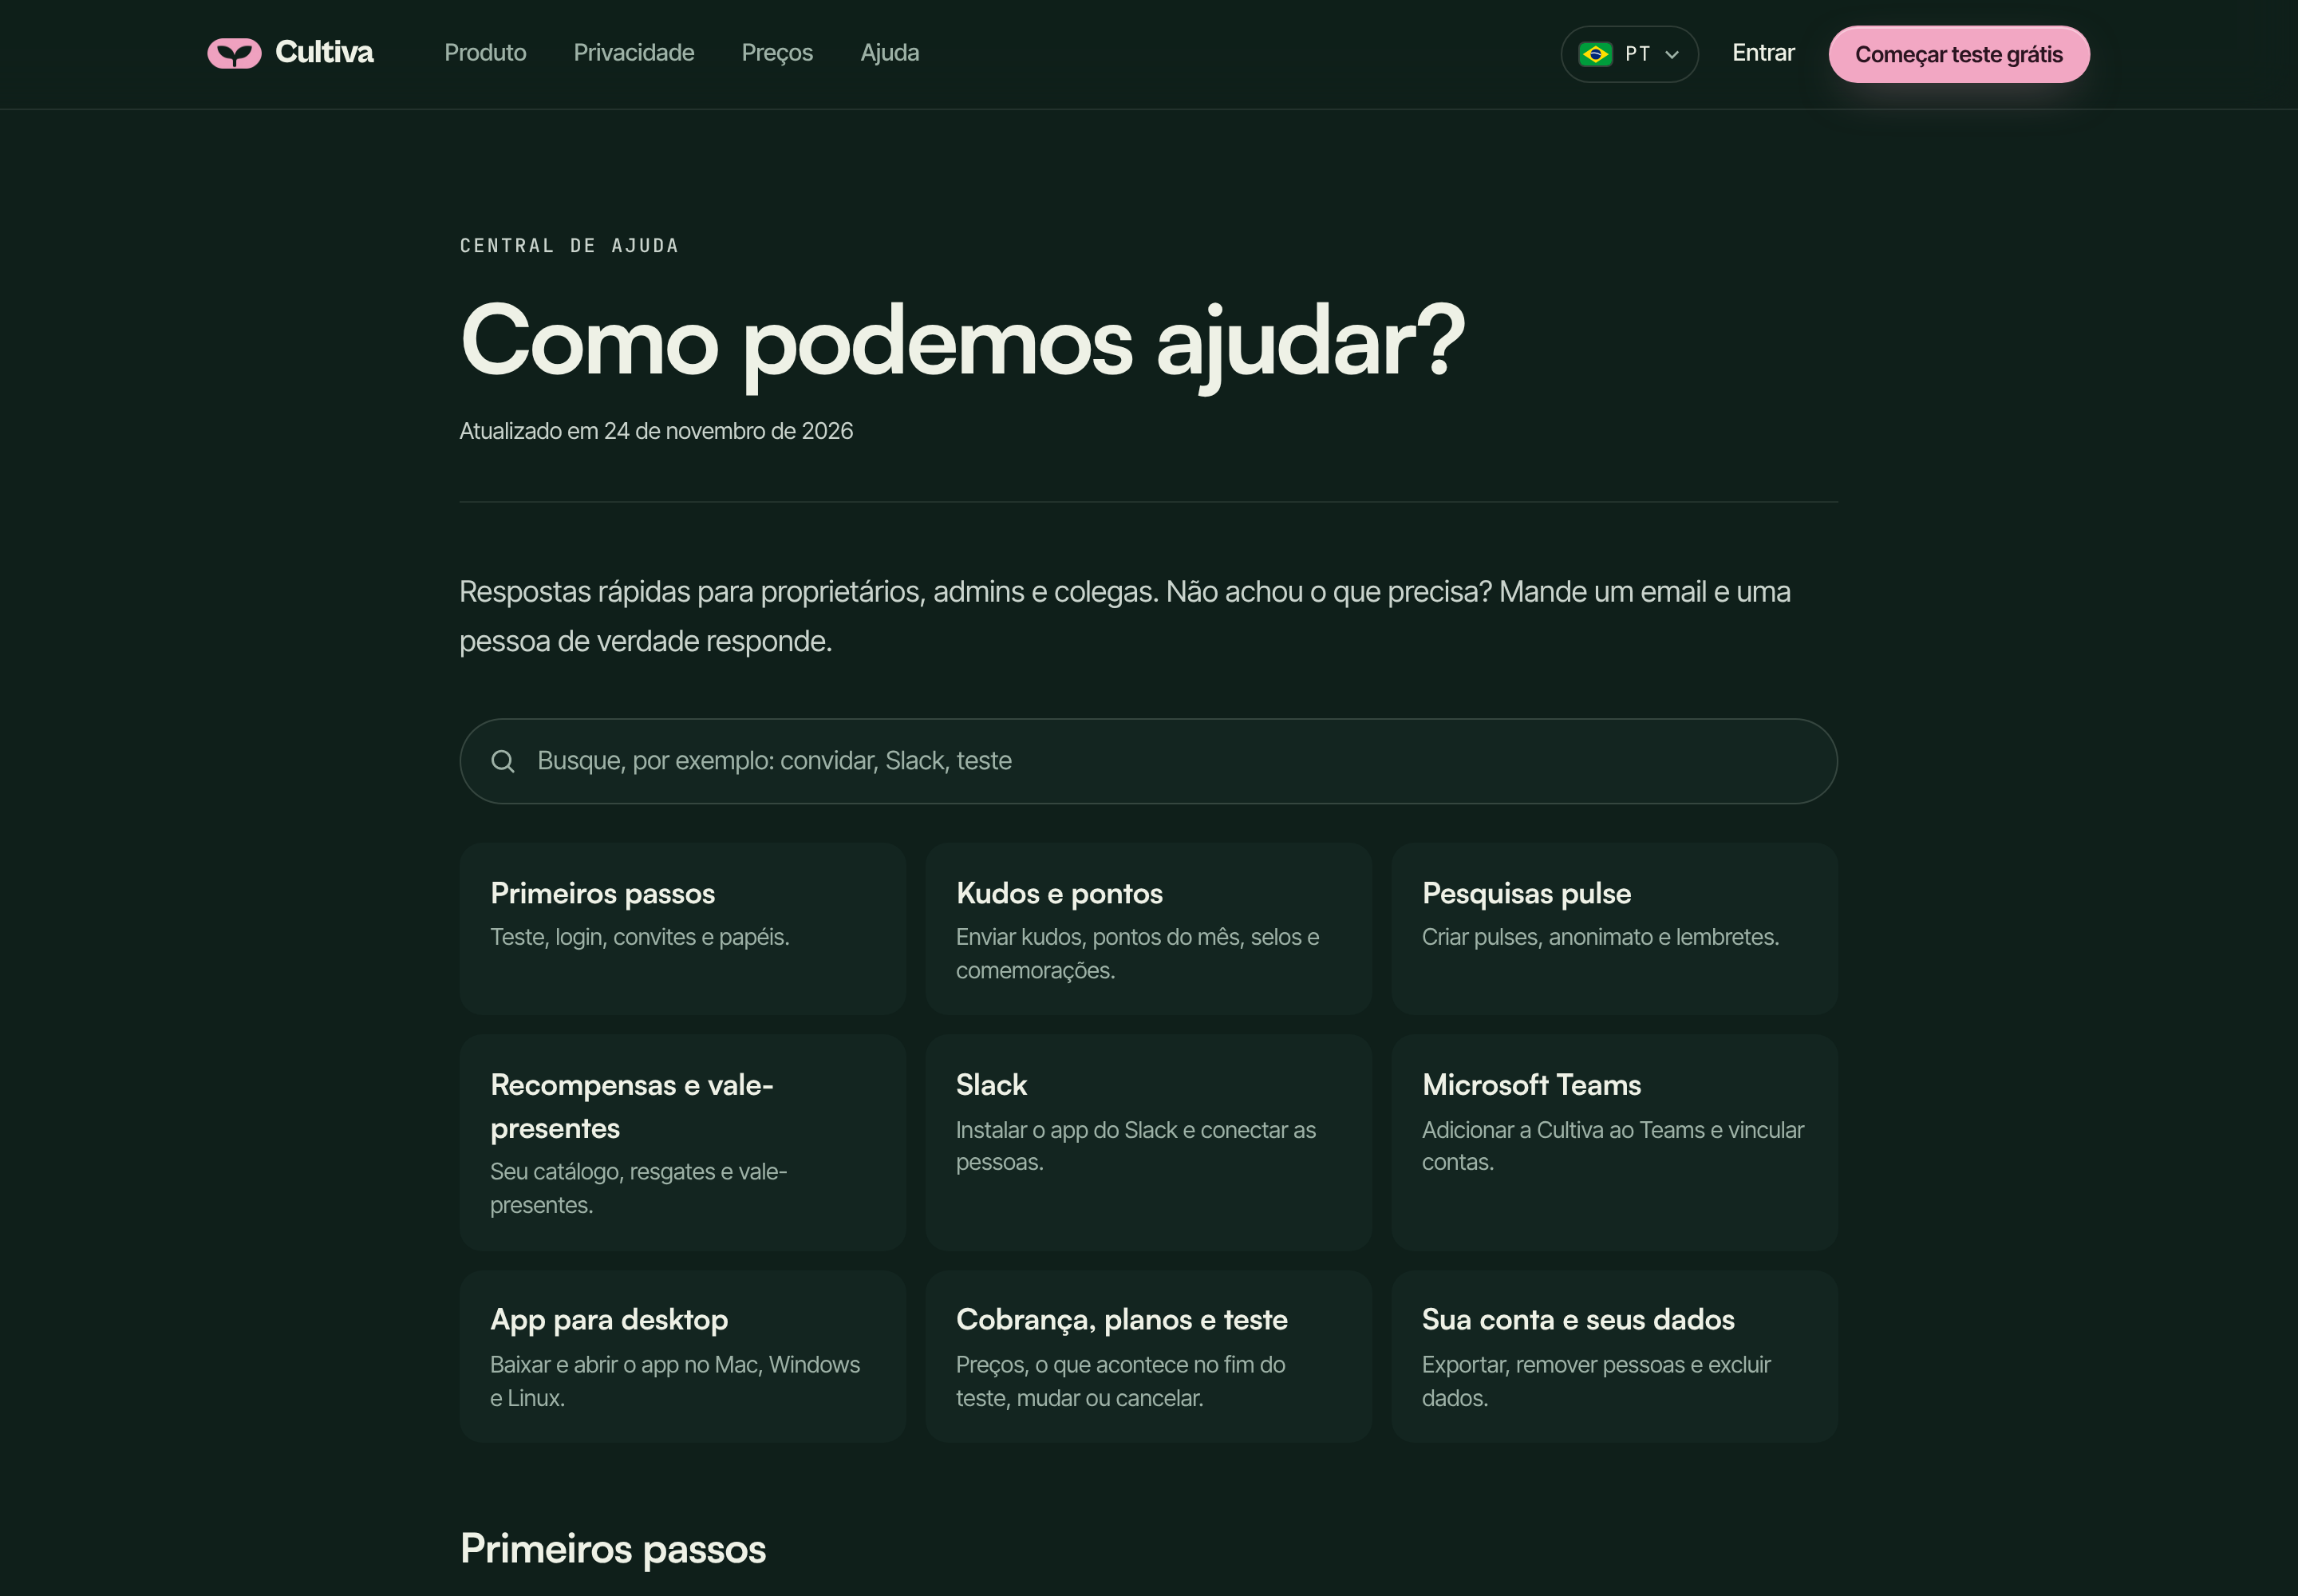 Cultiva
Produto
Privacidade
Preços
Ajuda
PT
Entrar
Começar teste grátis
CENTRAL DE AJUDA
Como podemos ajudar?
Atualizado em 24 de novembro de 2026
Respostas rápidas para proprietários, admins e colegas. Não achou o que precisa? Mande um email e uma
pessoa de verdade responde.
Busque, por exemplo: convidar, Slack, teste
Primeiros passos
Teste, login, convites e papéis.
Kudos e pontos
Enviar kudos, pontos do mês, selos e
comemorações.
Pesquisas pulse
Criar pulses, anonimato e lembretes.
Recompensas e vale-
presentes
Seu catálogo, resgates e vale-
presentes.
Slack
Instalar o app do Slack e conectar as
pessoas.
Microsoft Teams
Adicionar a Cultiva ao Teams e vincular
contas.
App para desktop
Baixar e abrir o app no Mac, Windows
e Linux.
Cobrança, planos e teste
Preços, o que acontece no fim do
teste, mudar ou cancelar.
Sua conta e seus dados
Exportar, remover pessoas e excluir
dados.
Primeiros passos